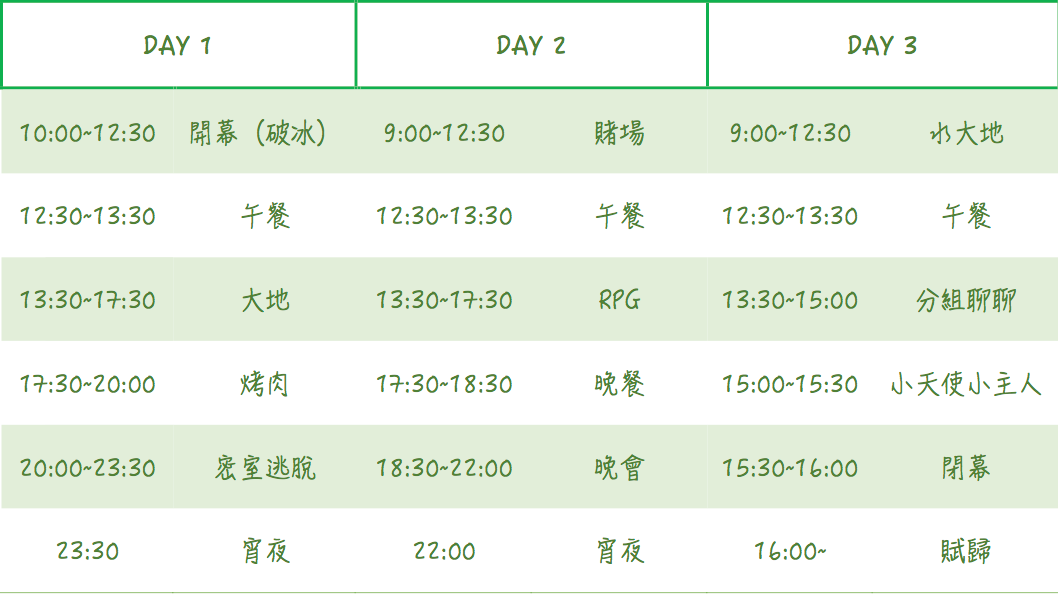 DAY 1 DAY 2 DAY 3
10:00~12:30 開幕（破冰） 9:00~12:30 賭場 9:00~12:30 水大地
12:30~13:30 午餐 12:30~13:30 午餐 12:30~13:30 午餐
13:30~17:30 大地 13:30~17:30 RPG 13:30~15:00 分組聊聊
17:30~20:00 烤肉 17:30~18:30 晚餐 15:00~15:30 小天使小主人
20:00~23:30 密室逃脫 18:30~22:00 晚會 15:30~16:00 閉幕
23:30 宵夜 22:00 宵夜 16:00~ 賦歸